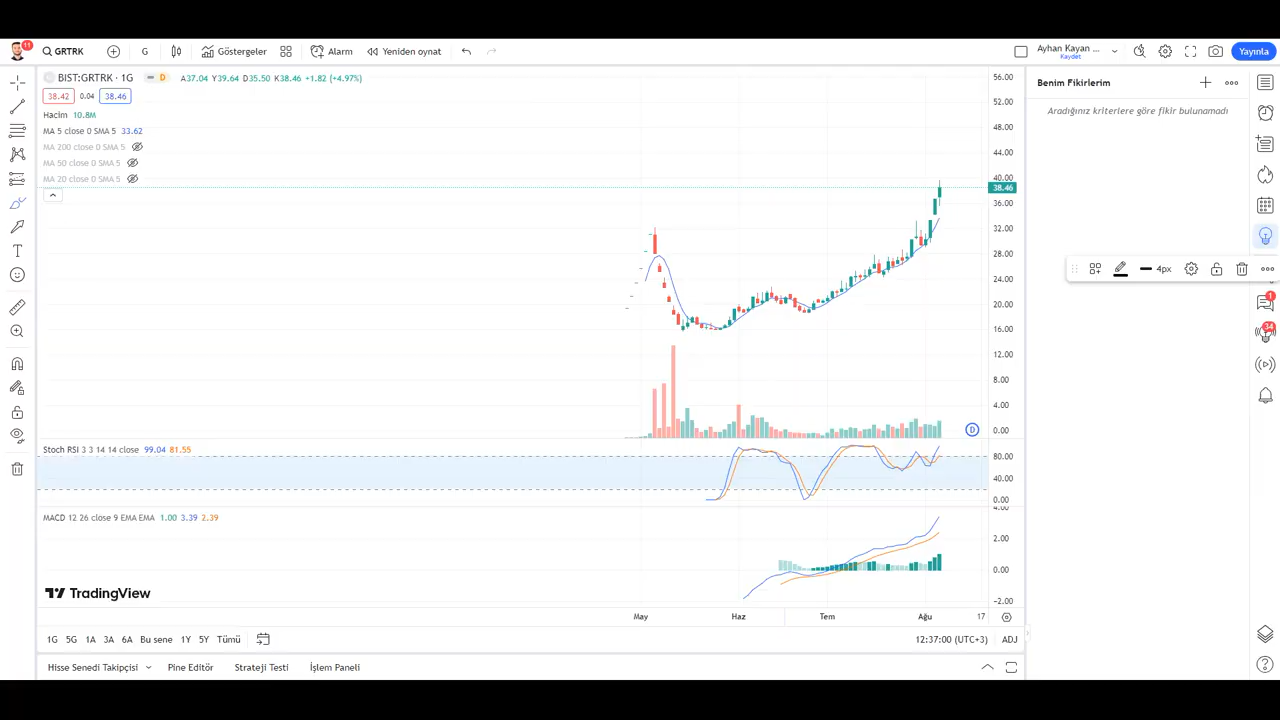 11
GRTRK
G
Göstergeler
Alarm
Yeniden oynat
Ayhan Kayan ...
Kaydet
Yayınla
BIST:GRTRK · 1G
D
A37.04 Y39.64 D35.50 K38.46 +1.82 (+4.97%)
38.42
0.04
38.46
Hacim 10.8M
MA 5 close 0 SMA 5 33.62
MA 200 close 0 SMA 5
MA 50 close 0 SMA 5
MA 20 close 0 SMA 5
56.00
52.00
48.00
44.00
40.00
38.46
36.00
32.00
28.00
24.00
20.00
16.00
12.00
8.00
4.00
0.00
D
Stoch RSI 3 3 14 14 close 99.04 81.55
80.00
40.00
0.00
MACD 12 26 close 9 EMA EMA 1.00 3.39 2.39
4.00
2.00
0.00
−2.00
TradingView
May
Haz
Tem
Ağu
17
1G 5G 1A 3A 6A Bu sene 1Y 5Y Tümü
12:37:00 (UTC+3)
ADJ
Hisse Senedi Takipçisi
Pine Editör
Strateji Testi
İşlem Paneli
Benim Fikirlerim
Aradığınız kriterlere göre fikir bulunamadı
4px
1
34